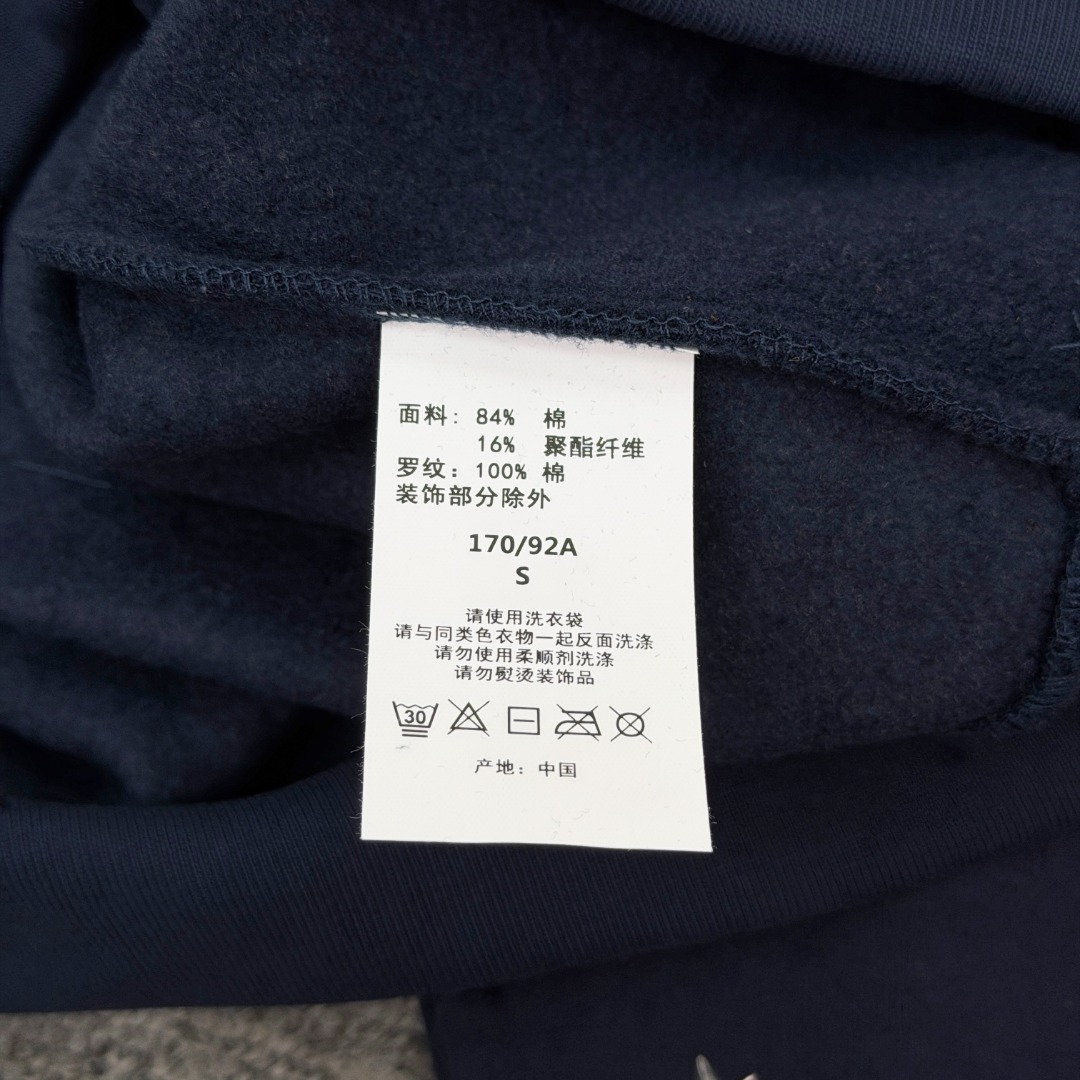 面料: 84% 棉
16% 聚酯纤维
罗纹: 100% 棉
装饰部分除外
170/92A
S
请使用洗衣袋
请与同类色衣物一起反面洗涤
请勿使用柔顺剂洗涤
请勿熨烫装饰品
30
产地: 中国